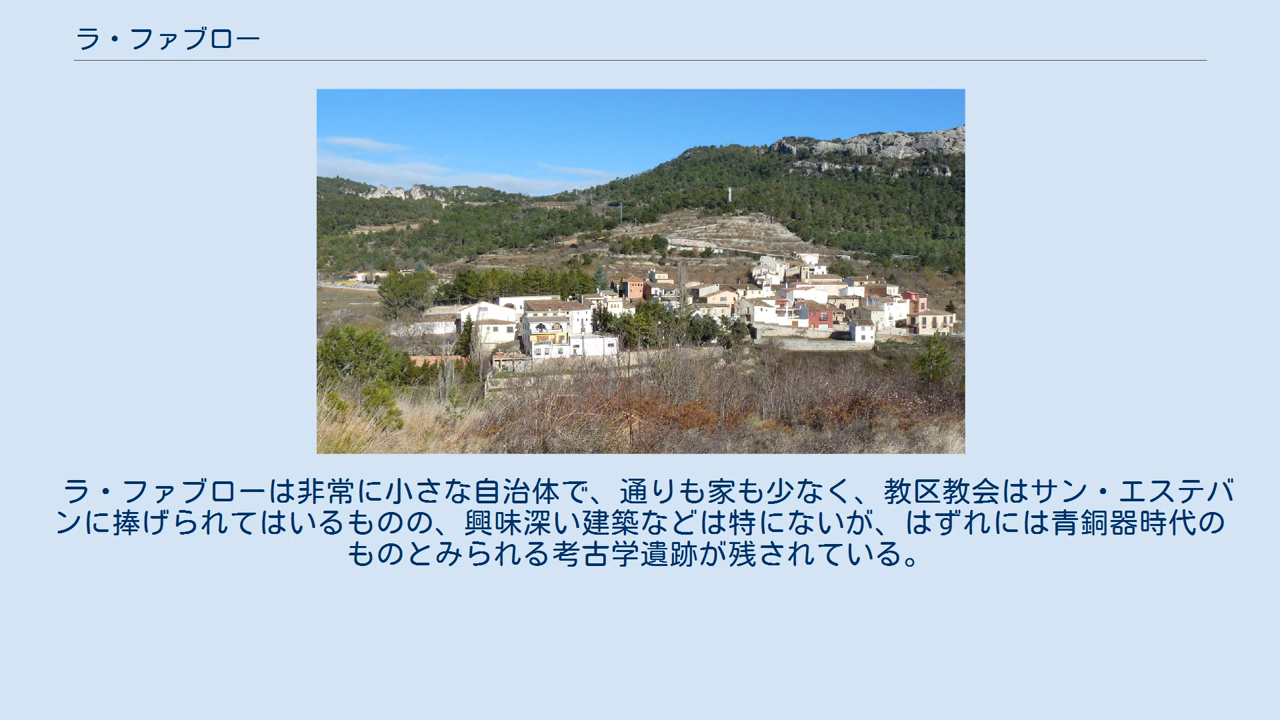 ラ・ファブロー
ラ・ファブローは非常に小さな自治体で、通りも家も少なく、教区教会はサン・エステバ
ンに捧げられてはいるものの、興味深い建築などは特にないが、はずれには青銅器時代の
ものとみられる考古学遺跡が残されている。